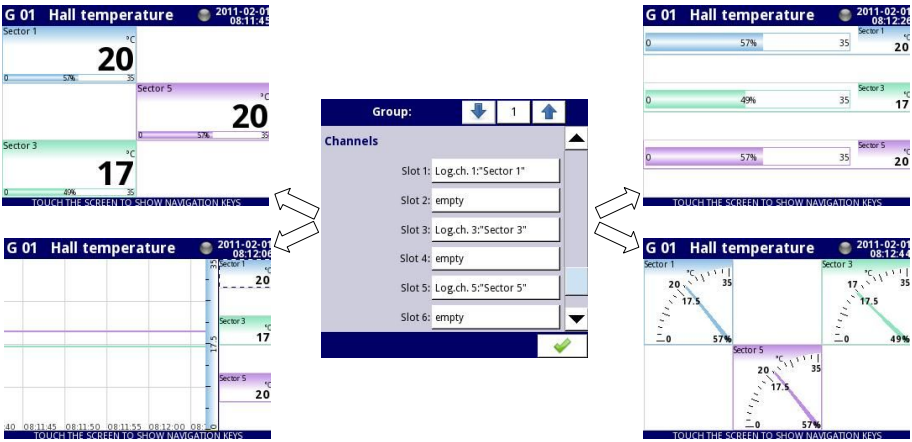 G 01 Hall temperature 2011-02-01
08:11:45
Sector 1
°C
20
0 57% 35
Sector 5
°C
20
0 57% 35
Sector 3
°C
17
0 49% 35
TOUCH THE SCREEN TO SHOW NAVIGATION KEYS
G 01 Hall temperature 2011-02-01
08:12:06
Sector 1
°C
20
35
Sector 3
°C
17
17.5
Sector 5
°C
20
0
:40 08:11:45 08:11:50 08:11:55 08:12:00 08:1
TOUCH THE SCREEN TO SHOW NAVIGATION KEYS
Group: 1
Channels
Slot 1: Log.ch. 1:"Sector 1"
Slot 2: empty
Slot 3: Log.ch. 3:"Sector 3"
Slot 4: empty
Slot 5: Log.ch. 5:"Sector 5"
Slot 6: empty
G 01 Hall temperature 2011-02-01
08:12:26
Sector 1
°C
0 57% 35 20
Sector 3
°C
0 49% 35 17
Sector 5
°C
0 57% 35 20
TOUCH THE SCREEN TO SHOW NAVIGATION KEYS
G 01 Hall temperature 2011-02-01
08:12:44
Sector 1
°C
20 35
17.5
0 57%
Sector 3
°C
17 35
17.5
0 49%
Sector 5
°C
20 35
17.5
0 57%
TOUCH THE SCREEN TO SHOW NAVIGATION KEYS